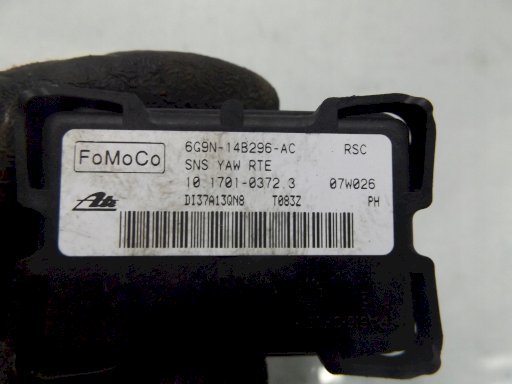 FoMoCo
6G9N-14B296-AC RSC
SNS YAW RTE
10.1701-0372.3 07W026
Ate DI37A13QN8 T083Z PH